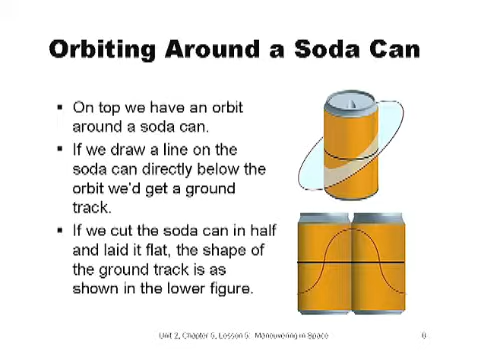 Orbiting Around a Soda Can
▪ On top we have an orbit
around a soda can.
▪ If we draw a line on the
soda can directly below the
orbit we'd get a ground
track.
▪ If we cut the soda can in half
and laid it flat, the shape of
the ground track is as
shown in the lower figure.
Unit 2, Chapter 5, Lesson 5: Maneuvering in Space
6